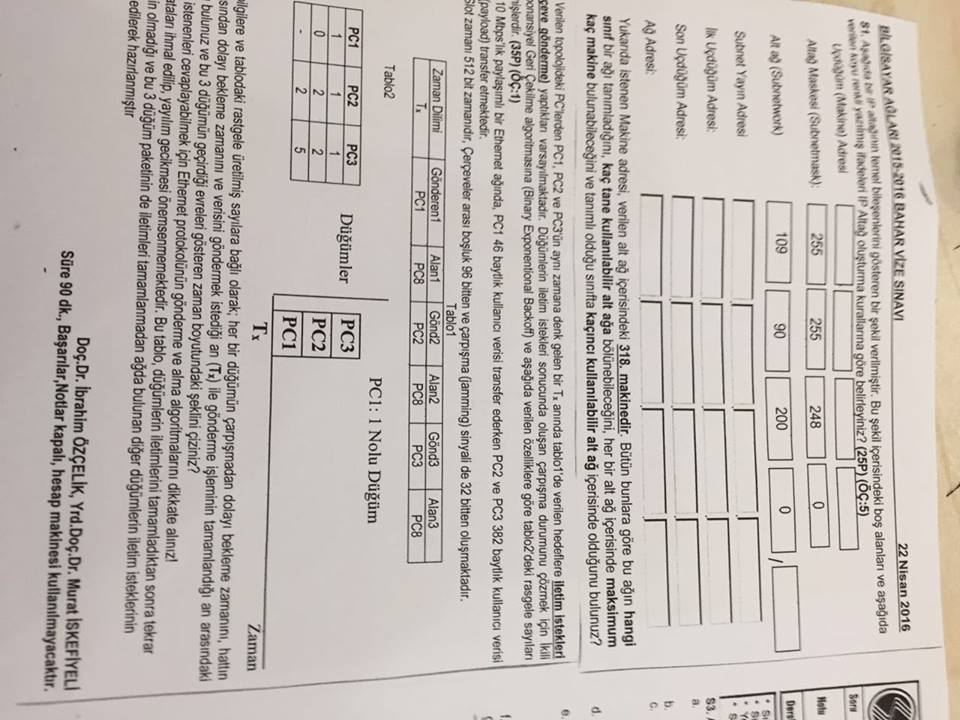 BİLGİSAYAR AĞLARI 2015-2016 BAHAR VİZE SINAVI 22 Nisan 2016
S1. Aşağıda bir IP altağının temel bileşenlerini gösteren bir şekil verilmiştir. Bu şekil içerisindeki boş alanları ve aşağıda
verilen koyu renkli yazılmış ifadeleri IP Altağ oluşturma kurallarına göre belirleyiniz? (25P) (ÖÇ:5)
Uçdüğüm (Makine) Adresi
Altağ Maskesi (Subnetmask): 255 255 248 0
Alt ağ (Subnetwork) 109 90 200 0 /
Subnet Yayın Adresi
İlk Uçdüğüm Adresi:
Son Uçdüğüm Adresi:
Ağ Adresi:
Yukarıda istenen Makine adresi, verilen alt ağ içerisindeki 318. makinedir. Bütün bunlara göre bu ağın hangi
sınıf bir ağı tanımladığını, kaç tane kullanılabilir alt ağa bölünebileceğini, her bir alt ağ içerisinde maksimum
kaç makine bulunabileceğini ve tanımlı olduğu sınıfta kaçıncı kullanılabilir alt ağ içerisinde olduğunu bulunuz?
Verilen topolojideki PC'lerden PC1, PC2 ve PC3'ün aynı zamana denk gelen bir Tx anında tablo1'de verilen hedeflere iletim istekleri
gönderme) yaptıkları varsayılmaktadır. Düğümlerin iletim istekleri sonucunda oluşan çarpışma durumunu çözmek için İkili
Geri Çekilme algoritmasına (Binary Exponential Backoff) ve aşağıda verilen özelliklere göre tablo2'deki rasgele sayıları
(35P) (ÖÇ:1)
10 Mbps'lık paylaşımlı bir Ethernet ağında, PC1 46 baytlık kullanıcı verisi transfer ederken PC2 ve PC3 382 baytlık kullanıcı verisi
(payload) transfer etmektedir.
Slot zamanı 512 bit zamanıdır, Çerçeveler arası boşluk 96 bitten ve çarpışma (jamming) sinyali de 32 bitten oluşmaktadır.
Tablo1
Zaman Dilimi Gönderen1 Alan1 Gönd2 Alan2 Gönd3 Alan3
Tx PC1 PC8 PC2 PC8 PC3 PC8
Tablo2
PC1 PC2 PC3
1 1 1
0 2 2
- 2 5
Düğümler
PC1: 1 Nolu Düğüm
PC3
PC2
PC1
Tx
Zaman
bilgilere ve tablodaki rastgele üretilmiş sayılara bağlı olarak; her bir düğümün çarpışmadan dolayı bekleme zamanını, hattın
dolayı bekleme zamanını ve verisini göndermek istediği an (Tx) ile gönderme işleminin tamamlandığı an arasındaki
bulunuz ve bu 3 düğümün geçirdiği evreleri gösteren zaman boyutundaki şeklini çiziniz?
istenenleri cevaplayabilmek için Ethernet protokolünün gönderme ve alma algoritmalarını dikkate alınız!
ihmal edilip, yayılım gecikmesi önemsenmemektedir. Bu tablo, düğümlerin iletimlerini tamamladıktan sonra tekrar
olmadığı ve bu 3 düğüm paketinin de iletimleri tamamlanmadan ağda bulunan diğer düğümlerin iletim isteklerinin
edilerek hazırlanmıştır
Doç.Dr. İbrahim ÖZÇELİK, Yrd.Doç.Dr. Murat İSKEFİYELİ
Süre 90 dk., Başarılar,Notlar kapalı, hesap makinesi kullanılmayacaktır.
Soru
Notu
Ders
S3.
a.
b.
c.
d.
e.
f.